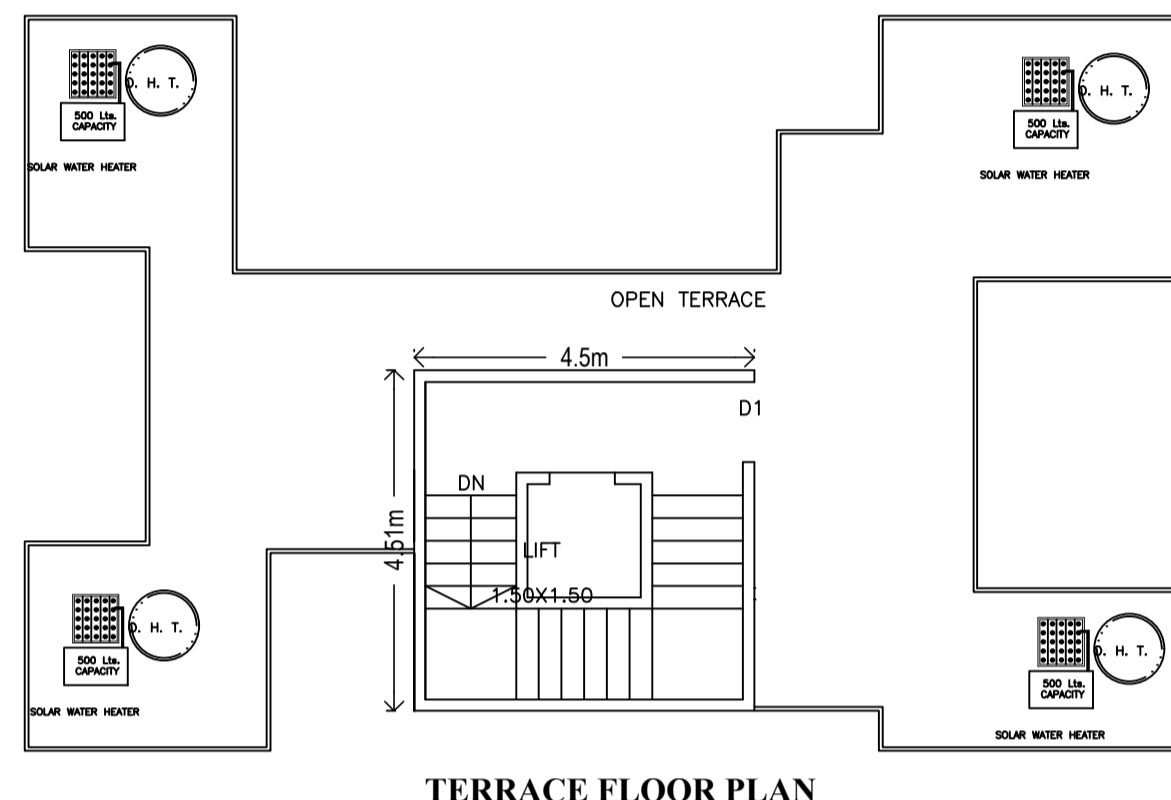 D. H. T.
500 Lts.
CAPACITY
SOLAR WATER HEATER
D. H. T.
500 Lts.
CAPACITY
SOLAR WATER HEATER
OPEN TERRACE
4.5m
D1
DN
4.51m
LIFT
1.50X1.50
D. H. T.
500 Lts.
CAPACITY
SOLAR WATER HEATER
D. H. T.
500 Lts.
CAPACITY
SOLAR WATER HEATER
TERRACE FLOOR PLAN